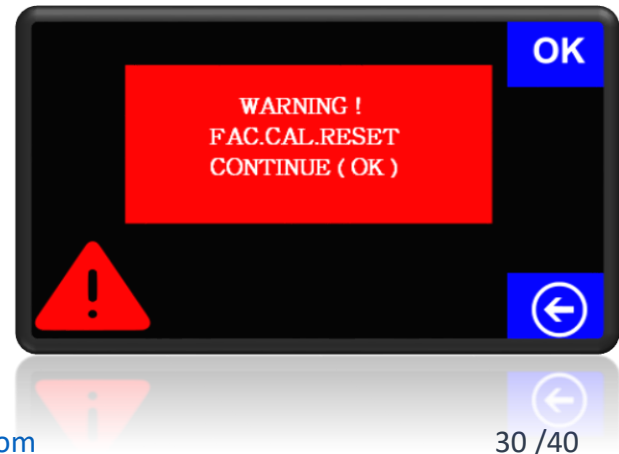 OK
WARNING !
FAC.CAL.RESET
CONTINUE ( OK )
om
30 /40